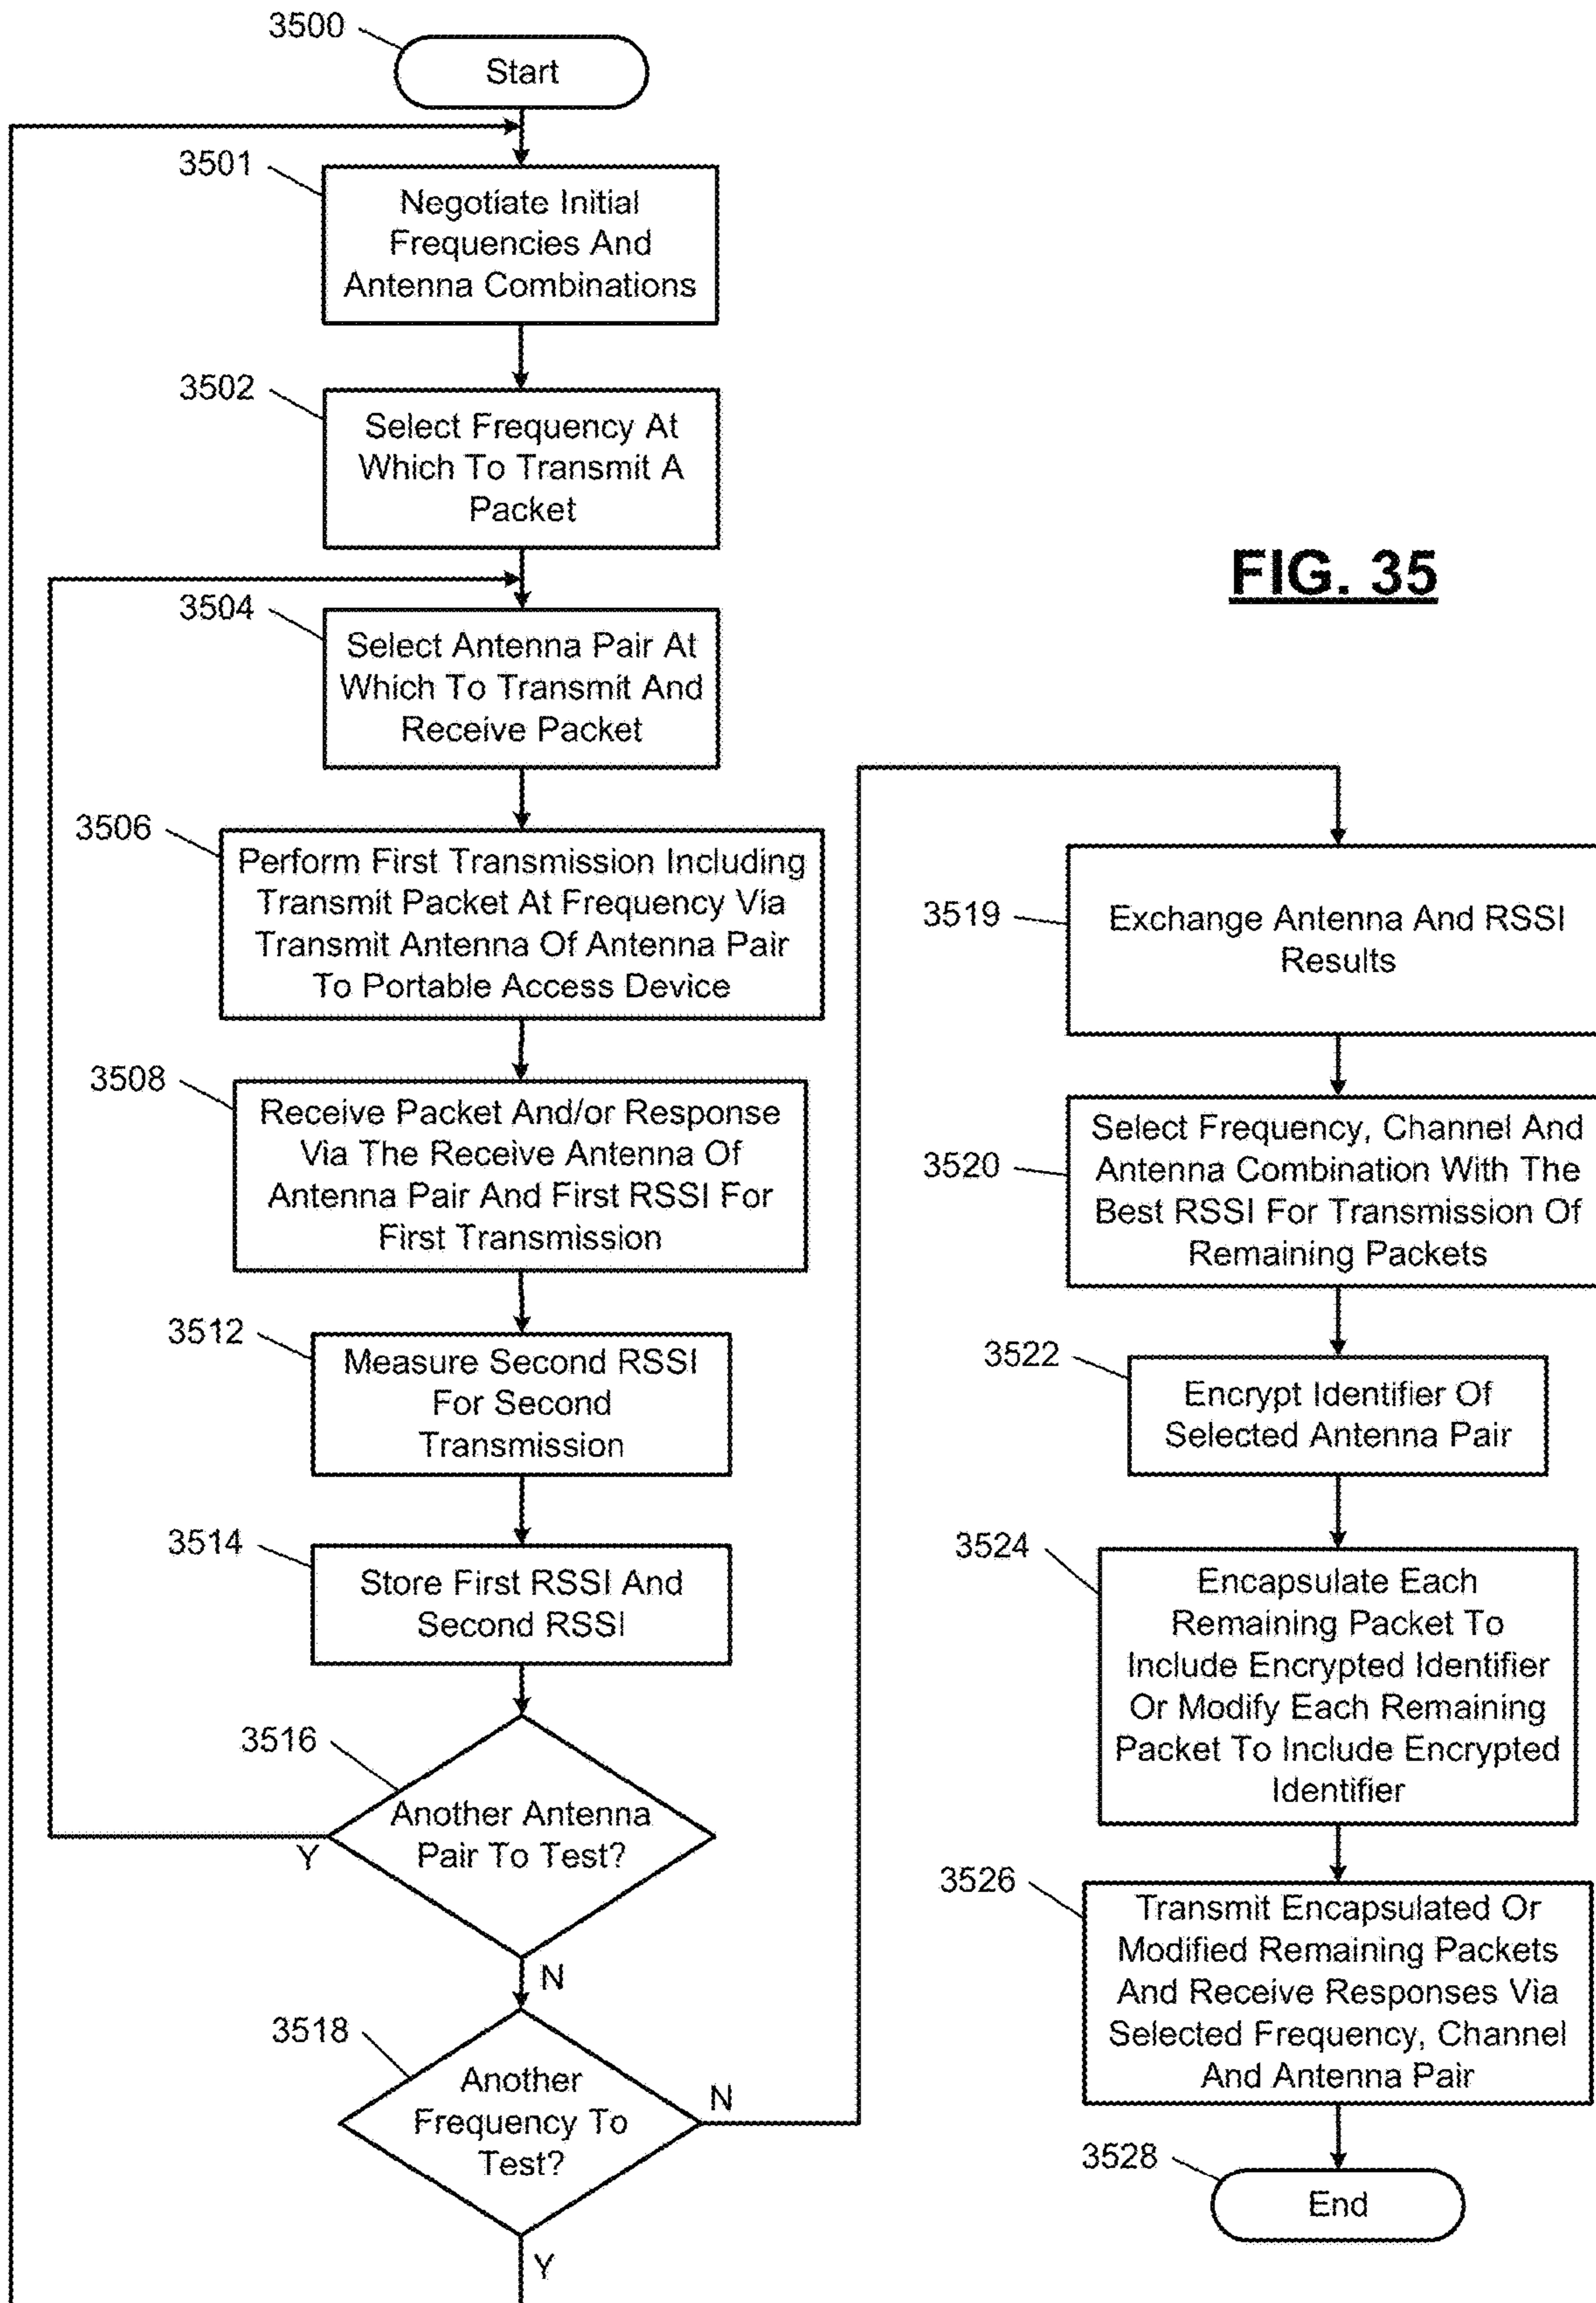 3500
Start
3501
Negotiate Initial
Frequencies And
Antenna Combinations
3502
Select Frequency At
Which To Transmit A
Packet
3504
Select Antenna Pair At
Which To Transmit And
Receive Packet
3506
Perform First Transmission Including
Transmit Packet At Frequency Via
Transmit Antenna Of Antenna Pair
To Portable Access Device
3508
Receive Packet And/or Response
Via The Receive Antenna Of
Antenna Pair And First RSSI For
First Transmission
3512
Measure Second RSSI
For Second
Transmission
3514
Store First RSSI And
Second RSSI
3516
Another Antenna
Pair To Test?
Y
N
3518
Another
Frequency To
Test?
N
Y
FIG. 35
3519
Exchange Antenna And RSSI
Results
3520
Select Frequency, Channel And
Antenna Combination With The
Best RSSI For Transmission Of
Remaining Packets
3522
Encrypt Identifier Of
Selected Antenna Pair
3524
Encapsulate Each
Remaining Packet To
Include Encrypted Identifier
Or Modify Each Remaining
Packet To Include Encrypted
Identifier
3526
Transmit Encapsulated Or
Modified Remaining Packets
And Receive Responses Via
Selected Frequency, Channel
And Antenna Pair
3528
End